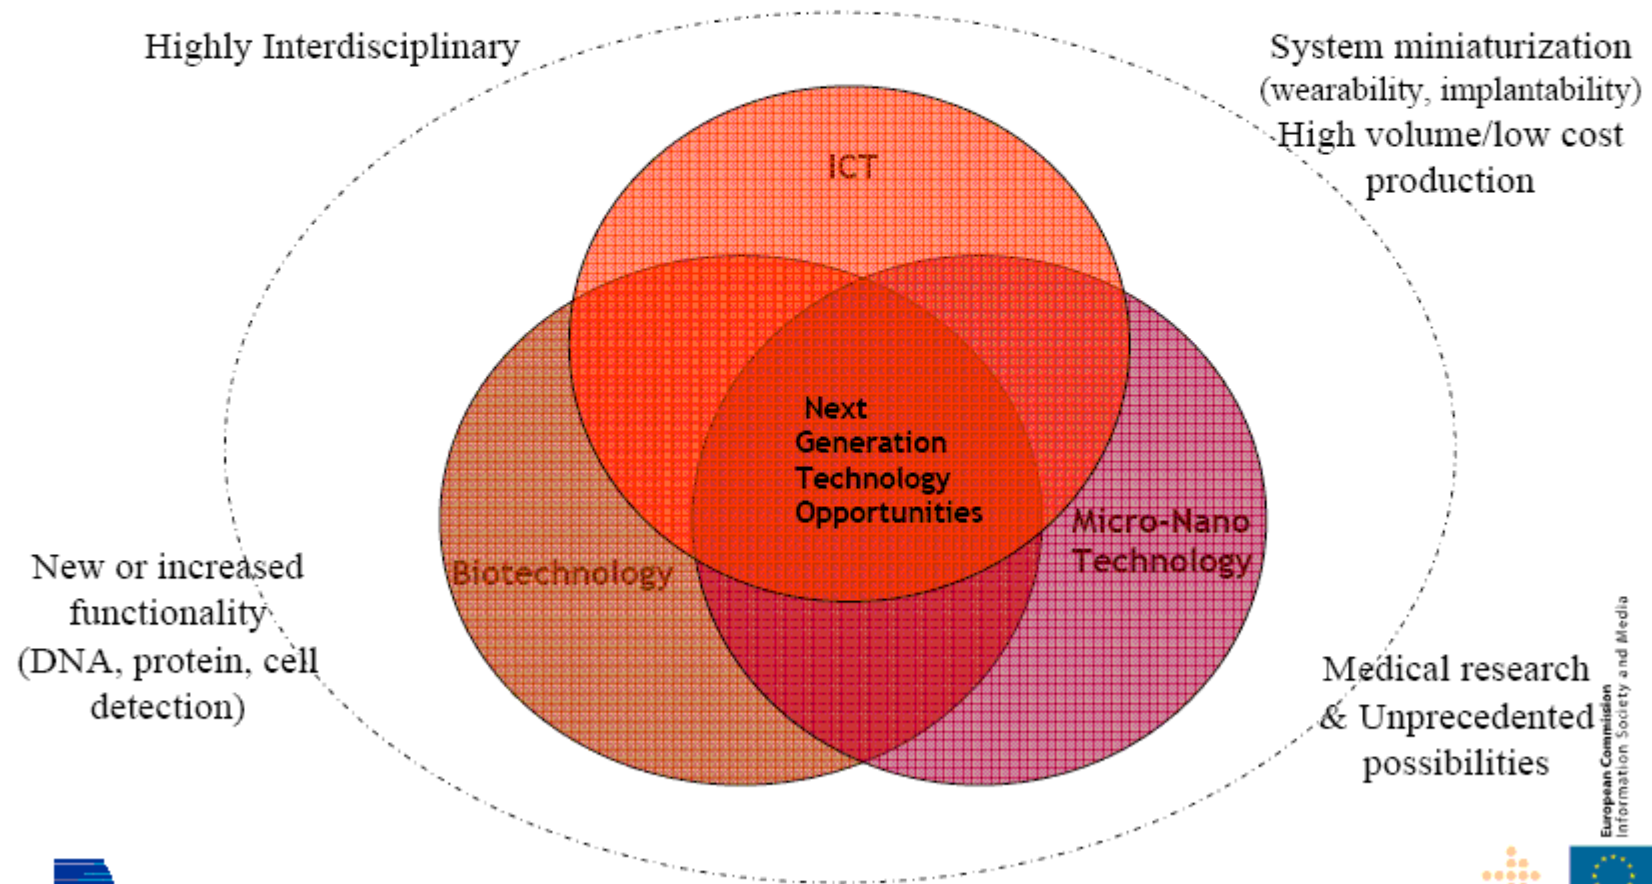 Highly Interdisciplinary
System miniaturization
(wearability, implantability)
High volume/low cost
production
ICT
Next
Generation
Technology
Opportunities
Micro-Nano
Technology
Biotechnology
New or increased
functionality
(DNA, protein, cell
detection)
Medical research
& Unprecedented
possibilities
European Commission
Information Society and Media